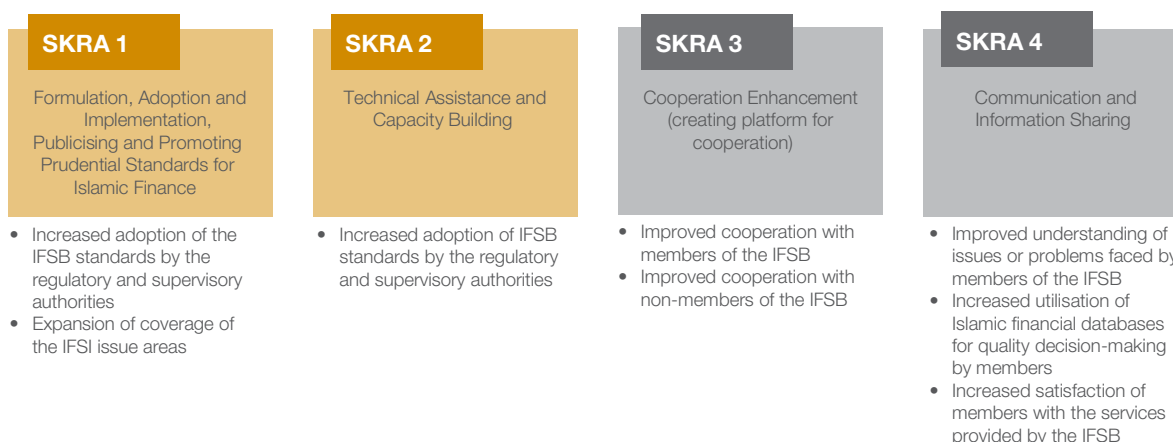 SKRA 1
Formulation, Adoption and
Implementation,
Publicising and Promoting
Prudential Standards for
Islamic Finance
• Increased adoption of the
IFSB standards by the
regulatory and supervisory
authorities
• Expansion of coverage of
the IFSI issue areas
SKRA 2
Technical Assistance and
Capacity Building
• Increased adoption of IFSB
standards by the regulatory
and supervisory authorities
SKRA 3
Cooperation Enhancement
(creating platform for
cooperation)
• Improved cooperation with
members of the IFSB
• Improved cooperation with
non-members of the IFSB
SKRA 4
Communication and
Information Sharing
• Improved understanding of
issues or problems faced by
members of the IFSB
• Increased utilisation of
Islamic financial databases
for quality decision-making
by members
• Increased satisfaction of
members with the services
provided by the IFSB